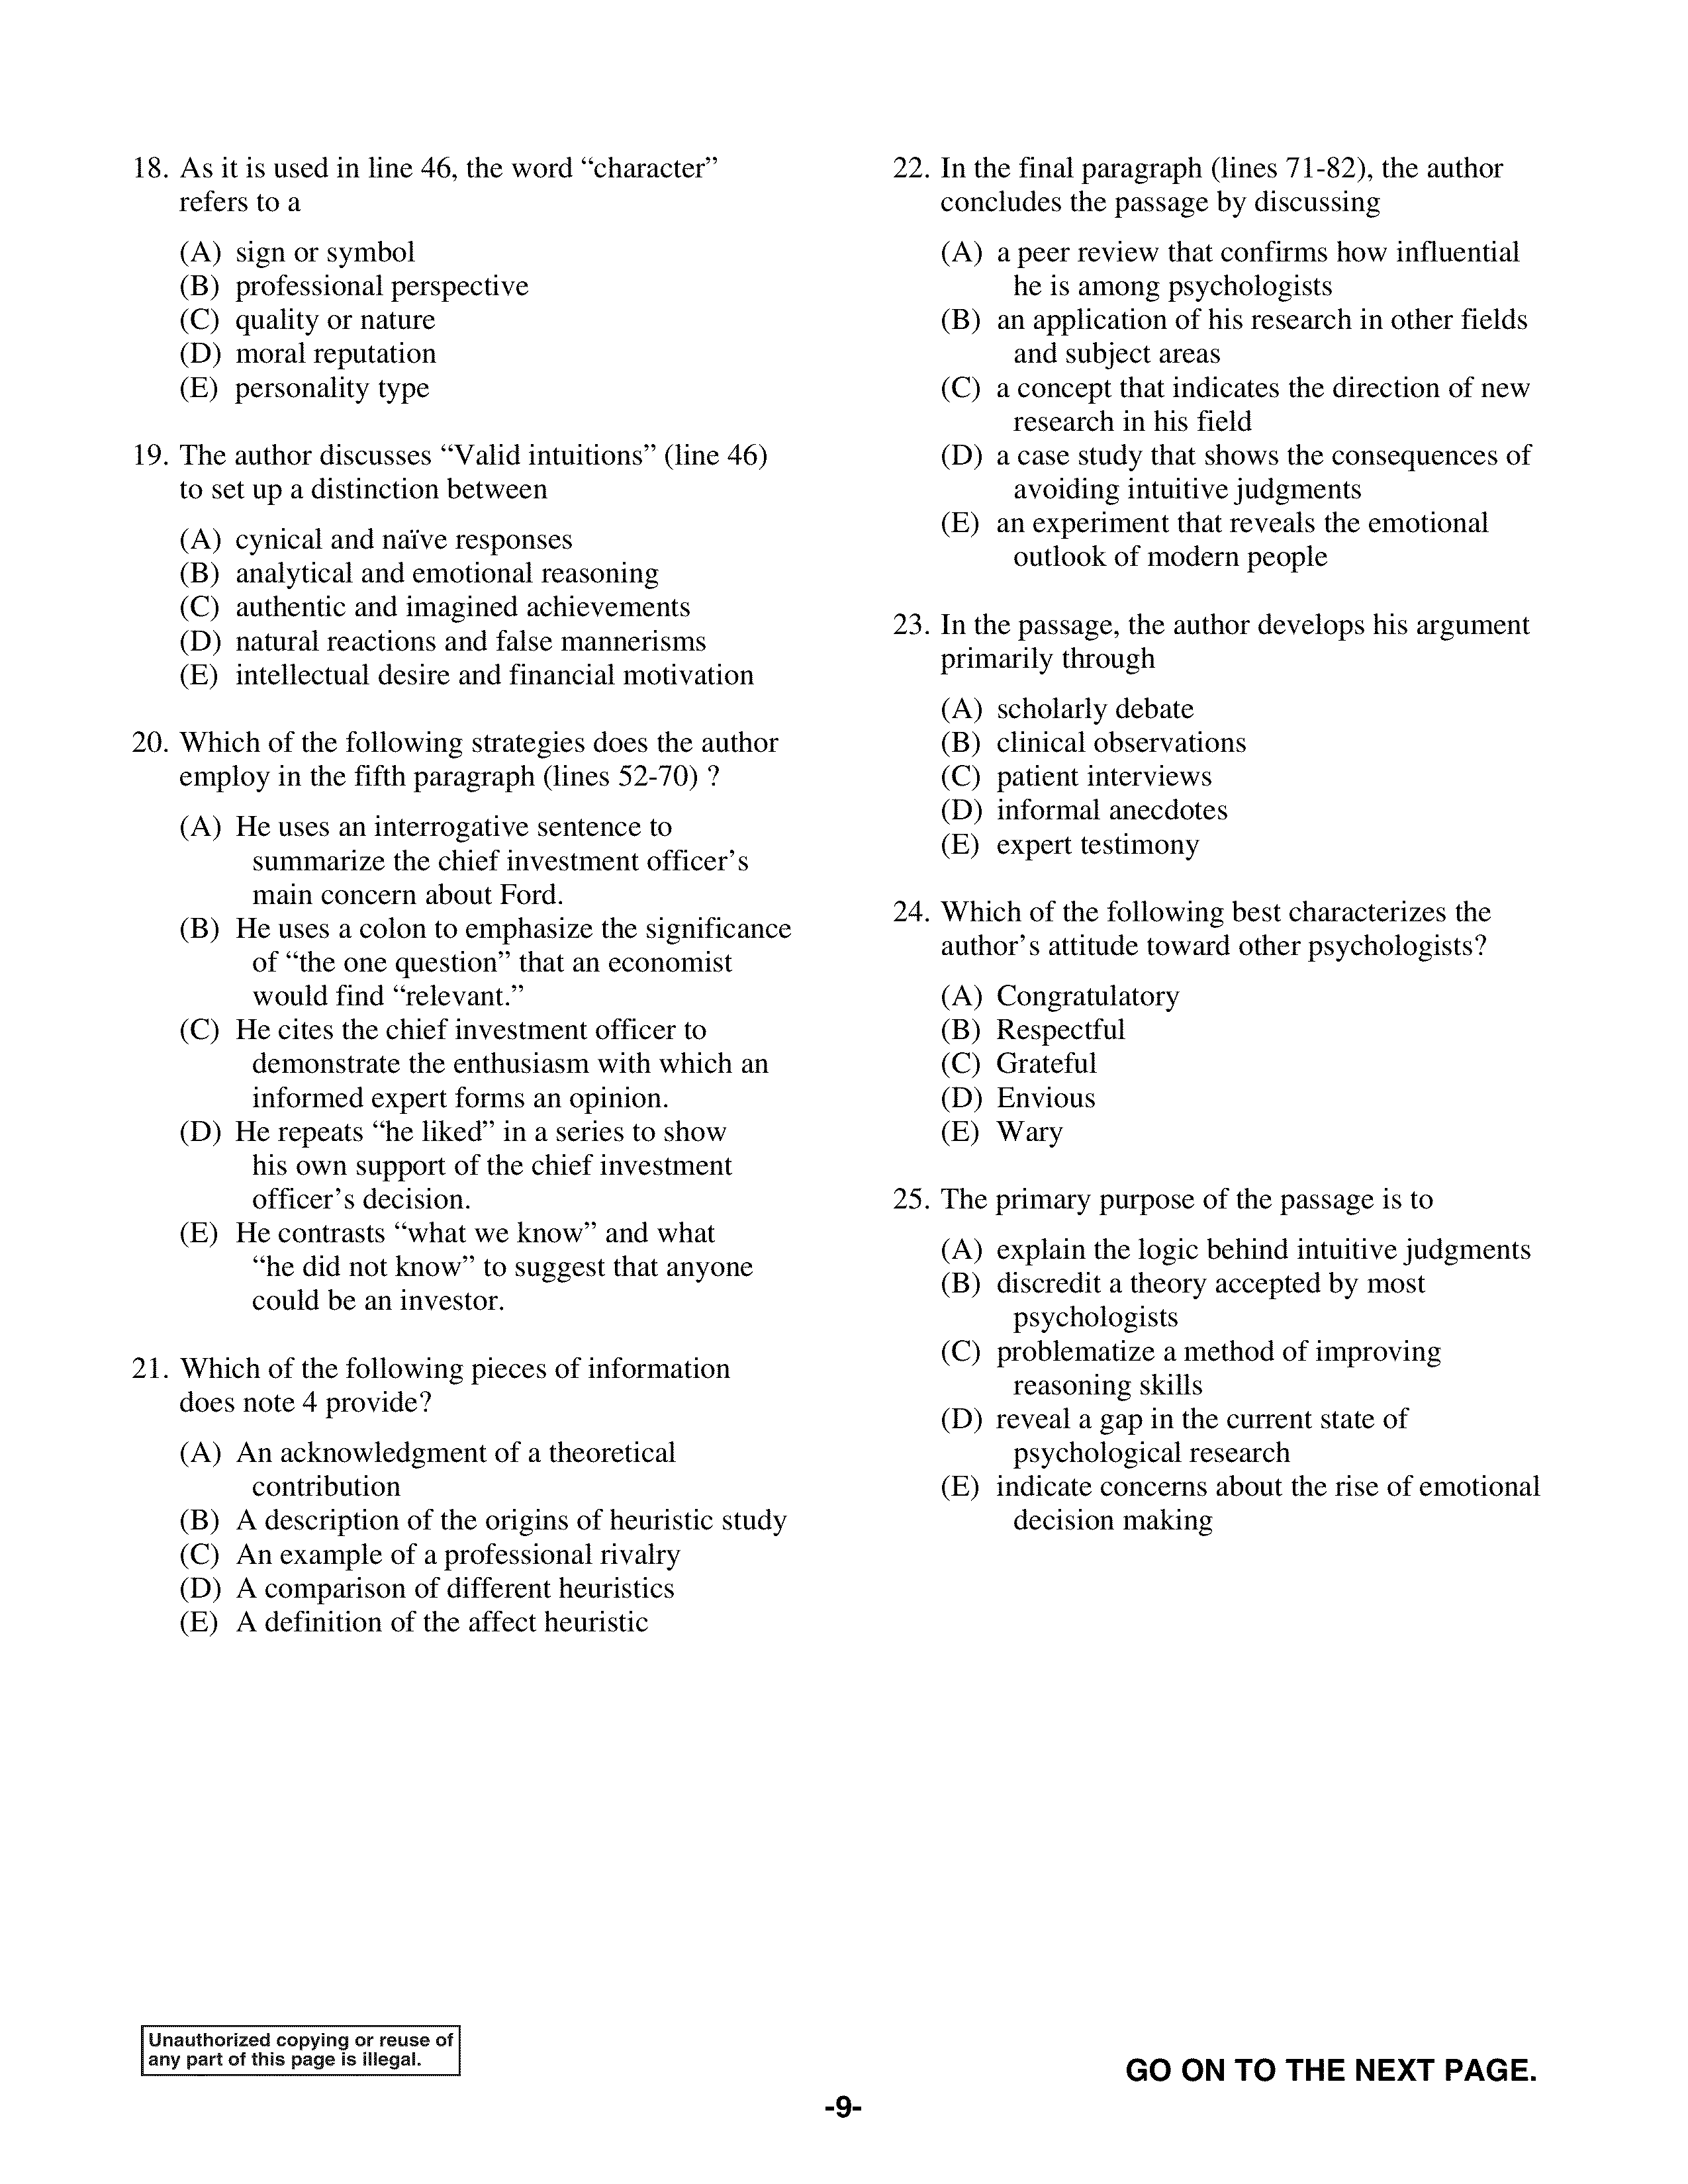 18. As it is used in line 46, the word “character”
refers to a
(A) sign or symbol
(B) professional perspective
(C) quality or nature
(D) moral reputation
(E) personality type
19. The author discusses “Valid intuitions” (line 46)
to set up a distinction between
(A) cynical and naïve responses
(B) analytical and emotional reasoning
(C) authentic and imagined achievements
(D) natural reactions and false mannerisms
(E) intellectual desire and financial motivation
20. Which of the following strategies does the author
employ in the fifth paragraph (lines 52-70) ?
(A) He uses an interrogative sentence to
summarize the chief investment officer’s
main concern about Ford.
(B) He uses a colon to emphasize the significance
of “the one question” that an economist
would find “relevant.”
(C) He cites the chief investment officer to
demonstrate the enthusiasm with which an
informed expert forms an opinion.
(D) He repeats “he liked” in a series to show
his own support of the chief investment
officer’s decision.
(E) He contrasts “what we know” and what
“he did not know” to suggest that anyone
could be an investor.
21. Which of the following pieces of information
does note 4 provide?
(A) An acknowledgment of a theoretical
contribution
(B) A description of the origins of heuristic study
(C) An example of a professional rivalry
(D) A comparison of different heuristics
(E) A definition of the affect heuristic
22. In the final paragraph (lines 71-82), the author
concludes the passage by discussing
(A) a peer review that confirms how influential
he is among psychologists
(B) an application of his research in other fields
and subject areas
(C) a concept that indicates the direction of new
research in his field
(D) a case study that shows the consequences of
avoiding intuitive judgments
(E) an experiment that reveals the emotional
outlook of modern people
23. In the passage, the author develops his argument
primarily through
(A) scholarly debate
(B) clinical observations
(C) patient interviews
(D) informal anecdotes
(E) expert testimony
24. Which of the following best characterizes the
author’s attitude toward other psychologists?
(A) Congratulatory
(B) Respectful
(C) Grateful
(D) Envious
(E) Wary
25. The primary purpose of the passage is to
(A) explain the logic behind intuitive judgments
(B) discredit a theory accepted by most
psychologists
(C) problematize a method of improving
reasoning skills
(D) reveal a gap in the current state of
psychological research
(E) indicate concerns about the rise of emotional
decision making
Unauthorized copying or reuse of
any part of this page is illegal.
GO ON TO THE NEXT PAGE.
-9-